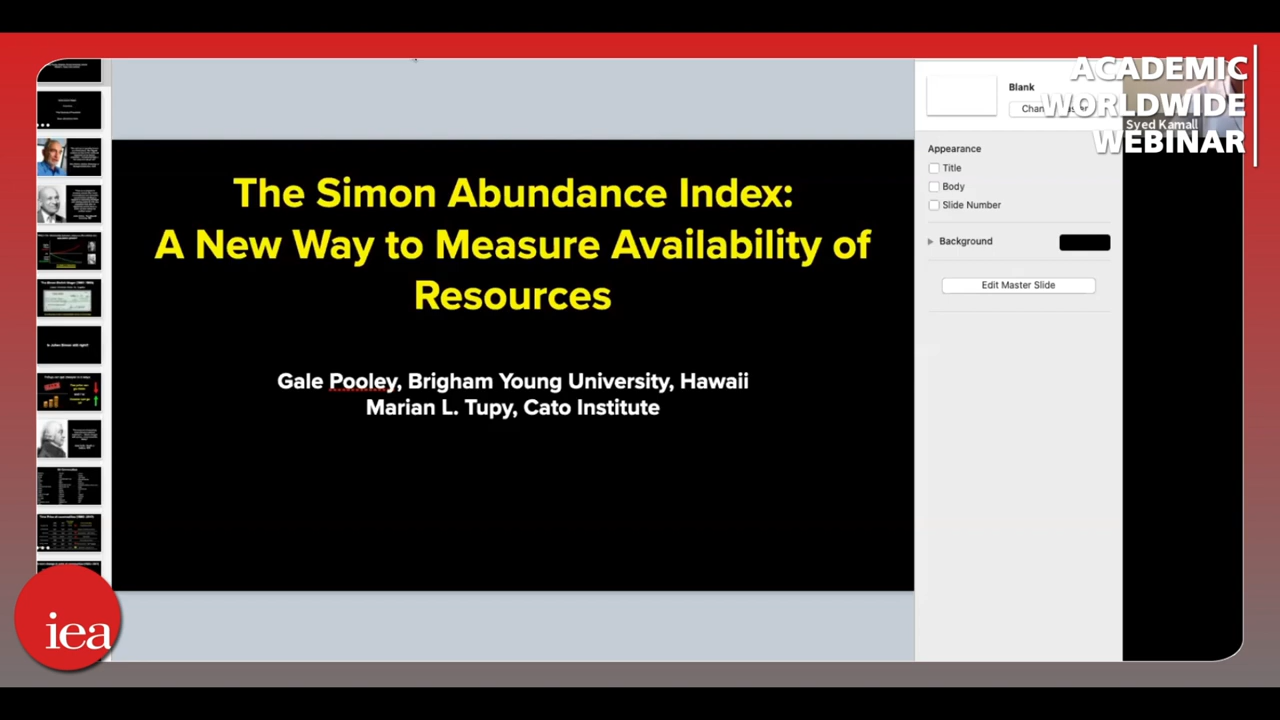 ACADEMIC
WORLDWIDE
WEBINAR
Syed Kamall
The Simon Abundance Index:
A New Way to Measure Availability of
Resources
Gale Pooley, Brigham Young University, Hawaii
Marian L. Tupy, Cato Institute
Blank
Appearance
Title
Body
Slide Number
Background
Edit Master Slide
iea